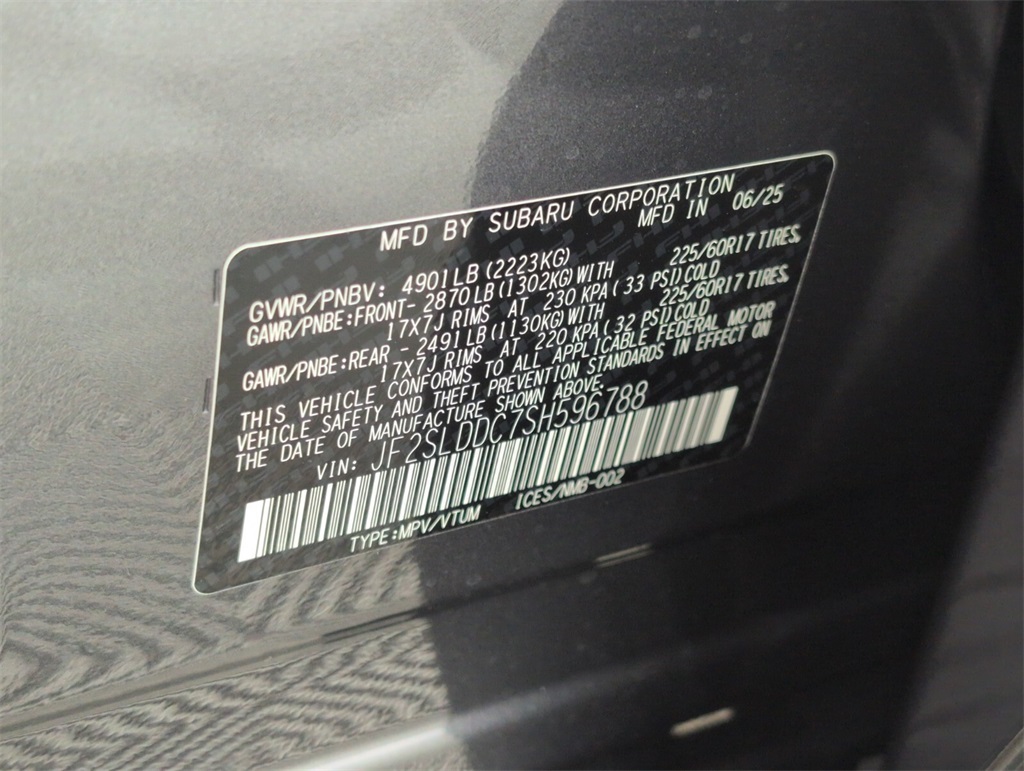 MFD BY SUBARU CORPORATION
MFD IN 06/25
GVWR/PNBV: 4901LB (2223KG)
GAWR/PNBE:FRONT- 2870LB (1302KG) WITH 225/60R17 TIRES,
17X7J RIMS AT 230 KPA (33 PSI) COLD
GAWR/PNBE:REAR - 2491LB (1130KG) WITH 225/60R17 TIRES,
17X7J RIMS AT 220 KPA (32 PSI) COLD
THIS VEHICLE CONFORMS TO ALL APPLICABLE FEDERAL MOTOR
VEHICLE SAFETY AND THEFT PREVENTION STANDARDS IN EFFECT ON
THE DATE OF MANUFACTURE SHOWN ABOVE.
VIN: JF2SLDDC7SH596788
TYPE:MPV/VTUM ICES/NMB-002